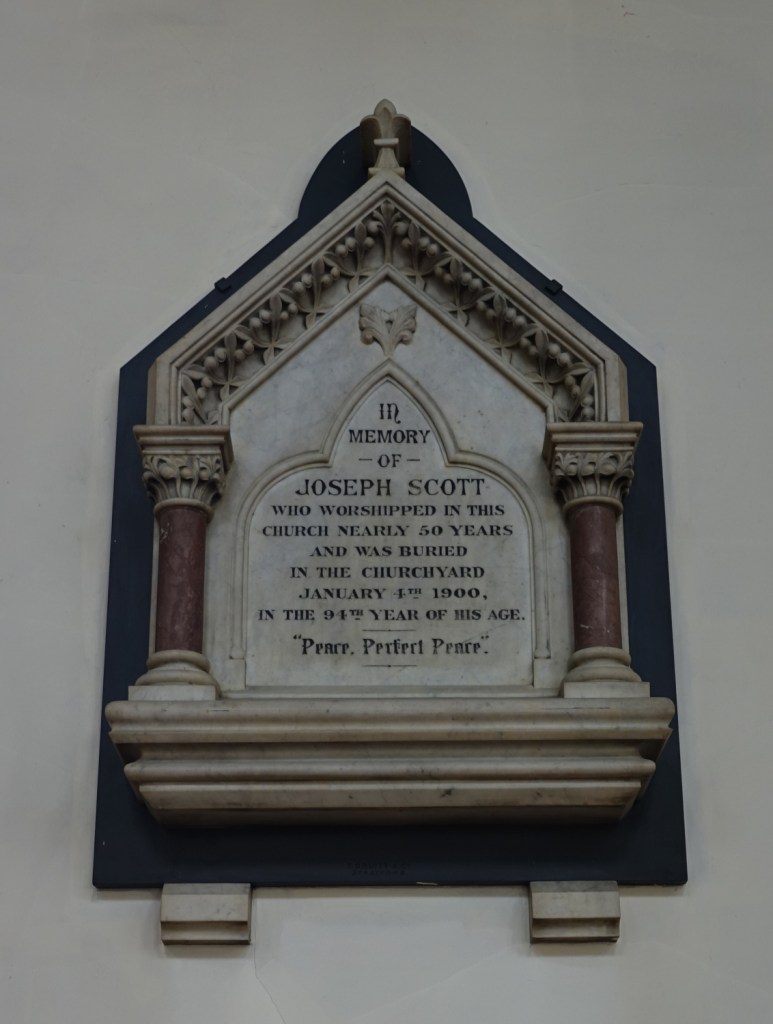 In
MEMORY
- OF -
JOSEPH SCOTT
WHO WORSHIPPED IN THIS
CHURCH NEARLY 50 YEARS
AND WAS BURIED
IN THE CHURCHYARD
JANUARY 4TH 1900,
IN THE 94TH YEAR OF HIS AGE.
"Peace, Perfect Peace".